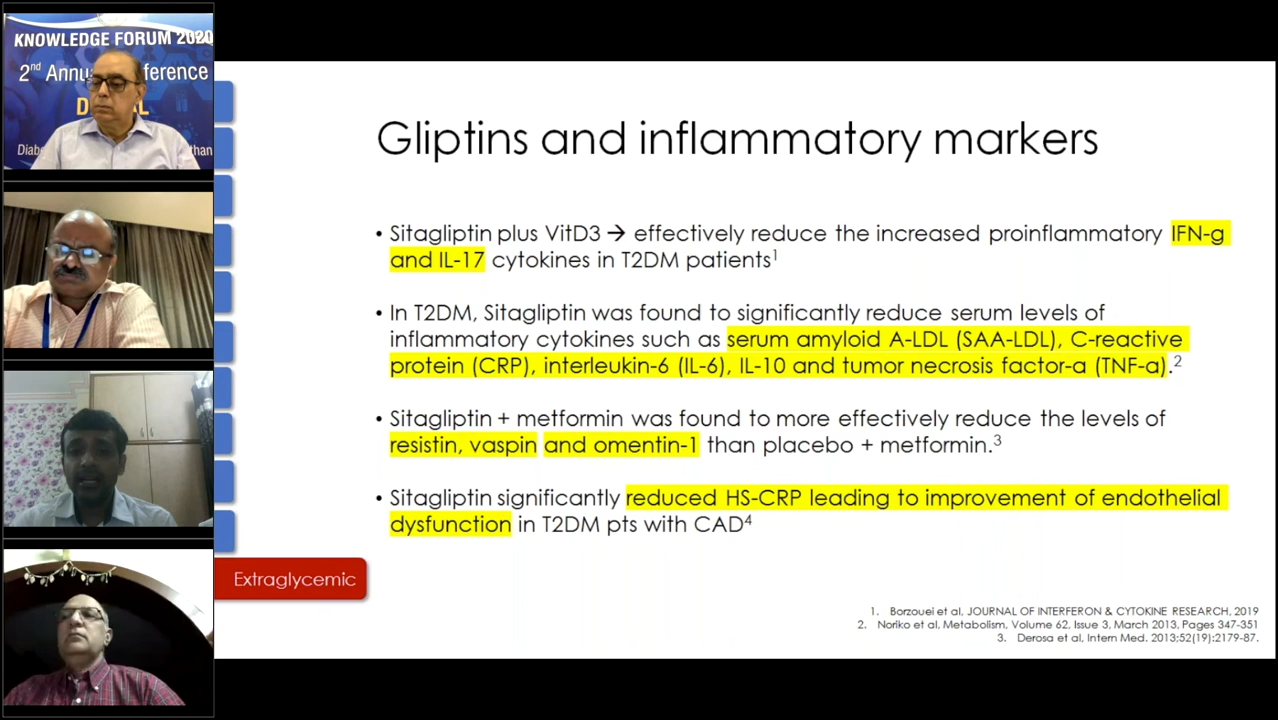 KNOWLEDGE FORUM 2020
2nd Annu ference
D AL
Diabe than
Gliptins and inflammatory markers
• Sitagliptin plus VitD3 → effectively reduce the increased proinflammatory IFN-g
and IL-17 cytokines in T2DM patients1
• In T2DM, Sitagliptin was found to significantly reduce serum levels of
inflammatory cytokines such as serum amyloid A-LDL (SAA-LDL), C-reactive
protein (CRP), interleukin-6 (IL-6), IL-10 and tumor necrosis factor-a (TNF-a).2
• Sitagliptin + metformin was found to more effectively reduce the levels of
resistin, vaspin and omentin-1 than placebo + metformin.3
• Sitagliptin significantly reduced HS-CRP leading to improvement of endothelial
dysfunction in T2DM pts with CAD4
Extraglycemic
1. Borzouei et al, JOURNAL OF INTERFERON & CYTOKINE RESEARCH, 2019
2. Noriko et al, Metabolism, Volume 62, Issue 3, March 2013, Pages 347-351
3. Derosa et al, Intern Med. 2013;52(19):2179-87.